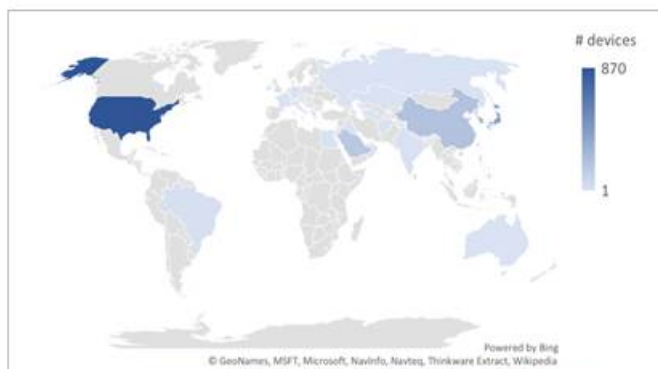 # devices
870
1
Powered by Bing
© GeoNames, MSFT, Microsoft, NavInfo, Navteq, Thinkware Extract, Wikipedia